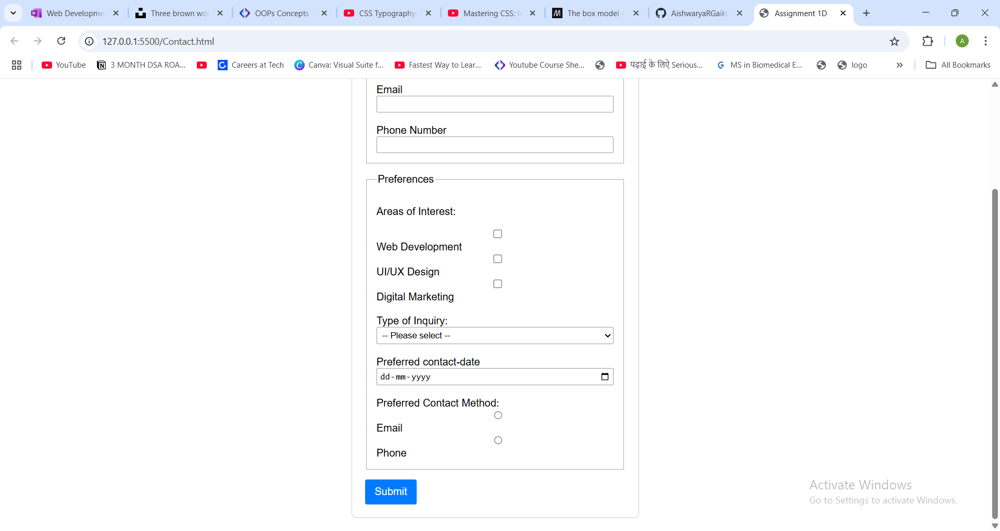 Web Developme
Three brown wo
OOPs Concepts -
CSS Typography:
Mastering CSS: I
The box model -
AishwaryaRGaikw
Assignment 1D
127.0.0.1:5500/Contact.html
A
YouTube
3 MONTH DSA ROA...
Careers at Tech
Canva: Visual Suite f...
Fastest Way to Lear...
Youtube Course She...
पढ़ाई के लिऐ Serious...
MS in Biomedical E...
logo
All Bookmarks
Email
Phone Number
Preferences
Areas of Interest:
Web Development
UI/UX Design
Digital Marketing
Type of Inquiry:
-- Please select --
Preferred contact-date
dd-mm-yyyy
Preferred Contact Method:
Email
Phone
Submit
Activate Windows
Go to Settings to activate Windows.